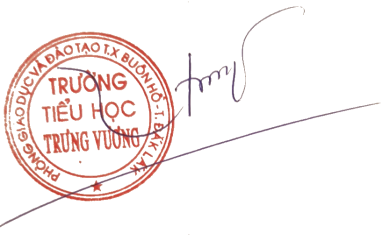 PHÒNG GIÁO DỤC VÀ ĐÀO TẠO T.X BUÔN HỒ - T. ĐẮK LẮK
TRƯỜNG
TIỂU HỌC
TRƯNG VƯƠNG